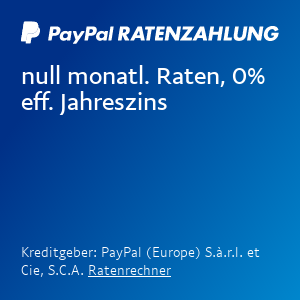 PayPal RATENZAHLUNG
null monatl. Raten, 0%
eff. Jahreszins
Kreditgeber: PayPal (Europe) S.à.r.l. et
Cie, S.C.A. Ratenrechner